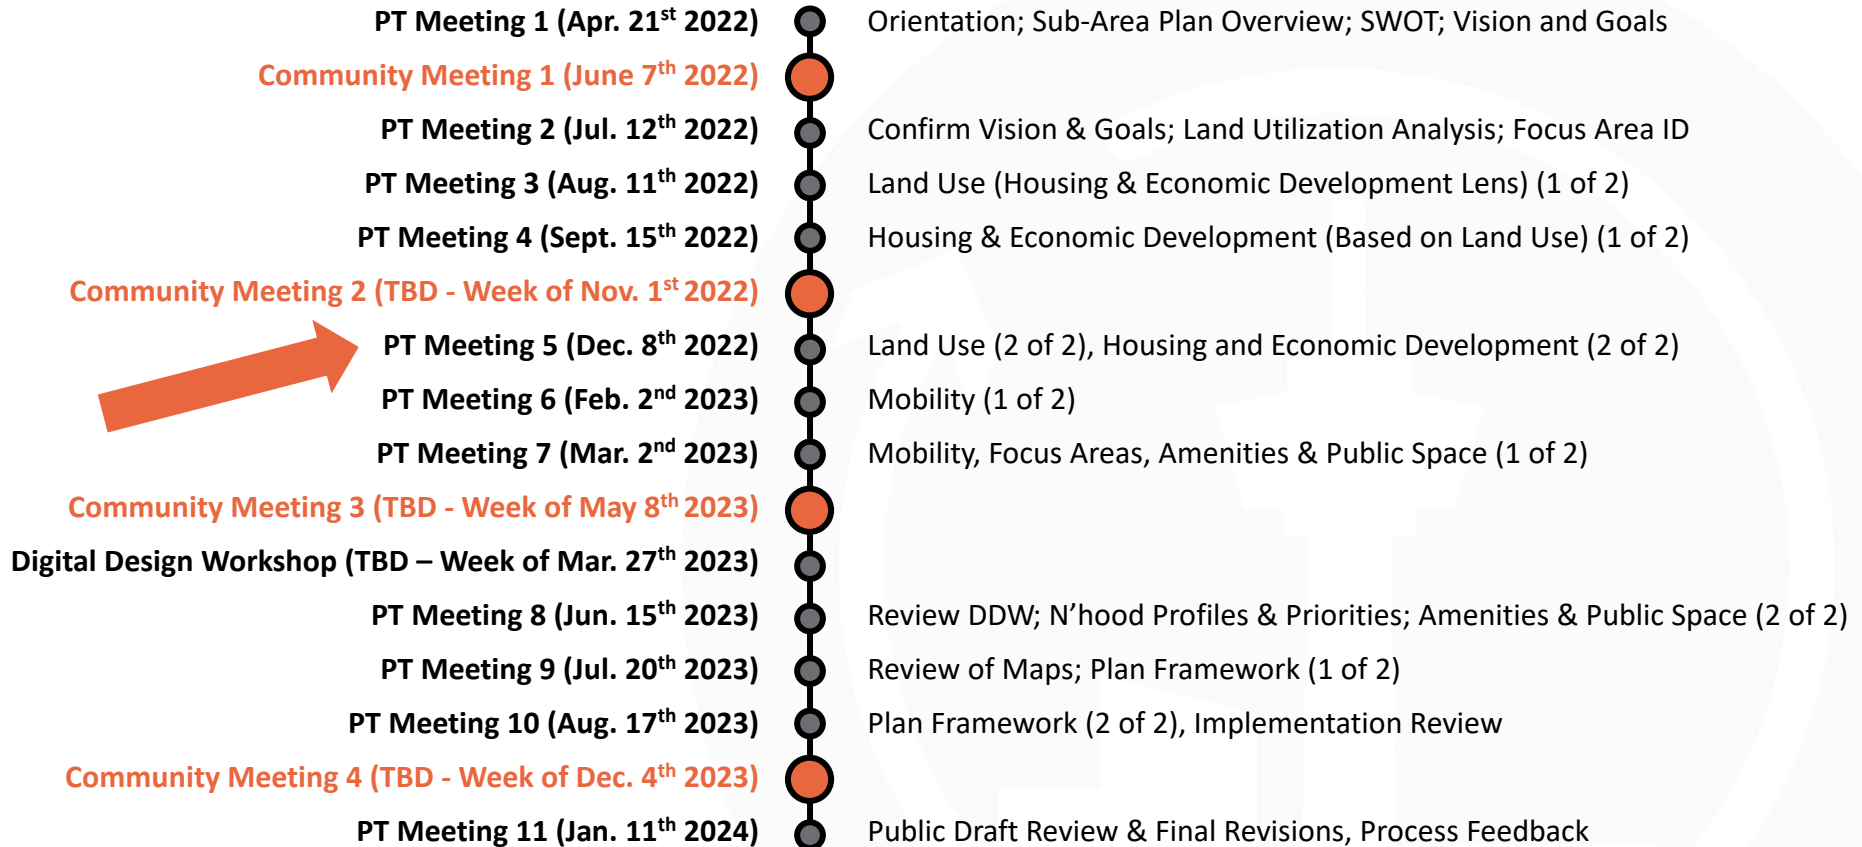 PT Meeting 1 (Apr. 21st 2022) Orientation; Sub-Area Plan Overview; SWOT; Vision and Goals
Community Meeting 1 (June 7th 2022)
PT Meeting 2 (Jul. 12th 2022) Confirm Vision & Goals; Land Utilization Analysis; Focus Area ID
PT Meeting 3 (Aug. 11th 2022) Land Use (Housing & Economic Development Lens) (1 of 2)
PT Meeting 4 (Sept. 15th 2022) Housing & Economic Development (Based on Land Use) (1 of 2)
Community Meeting 2 (TBD - Week of Nov. 1st 2022)
PT Meeting 5 (Dec. 8th 2022) Land Use (2 of 2), Housing and Economic Development (2 of 2)
PT Meeting 6 (Feb. 2nd 2023) Mobility (1 of 2)
PT Meeting 7 (Mar. 2nd 2023) Mobility, Focus Areas, Amenities & Public Space (1 of 2)
Community Meeting 3 (TBD - Week of May 8th 2023)
Digital Design Workshop (TBD – Week of Mar. 27th 2023)
PT Meeting 8 (Jun. 15th 2023) Review DDW; N’hood Profiles & Priorities; Amenities & Public Space (2 of 2)
PT Meeting 9 (Jul. 20th 2023) Review of Maps; Plan Framework (1 of 2)
PT Meeting 10 (Aug. 17th 2023) Plan Framework (2 of 2), Implementation Review
Community Meeting 4 (TBD - Week of Dec. 4th 2023)
PT Meeting 11 (Jan. 11th 2024) Public Draft Review & Final Revisions, Process Feedback